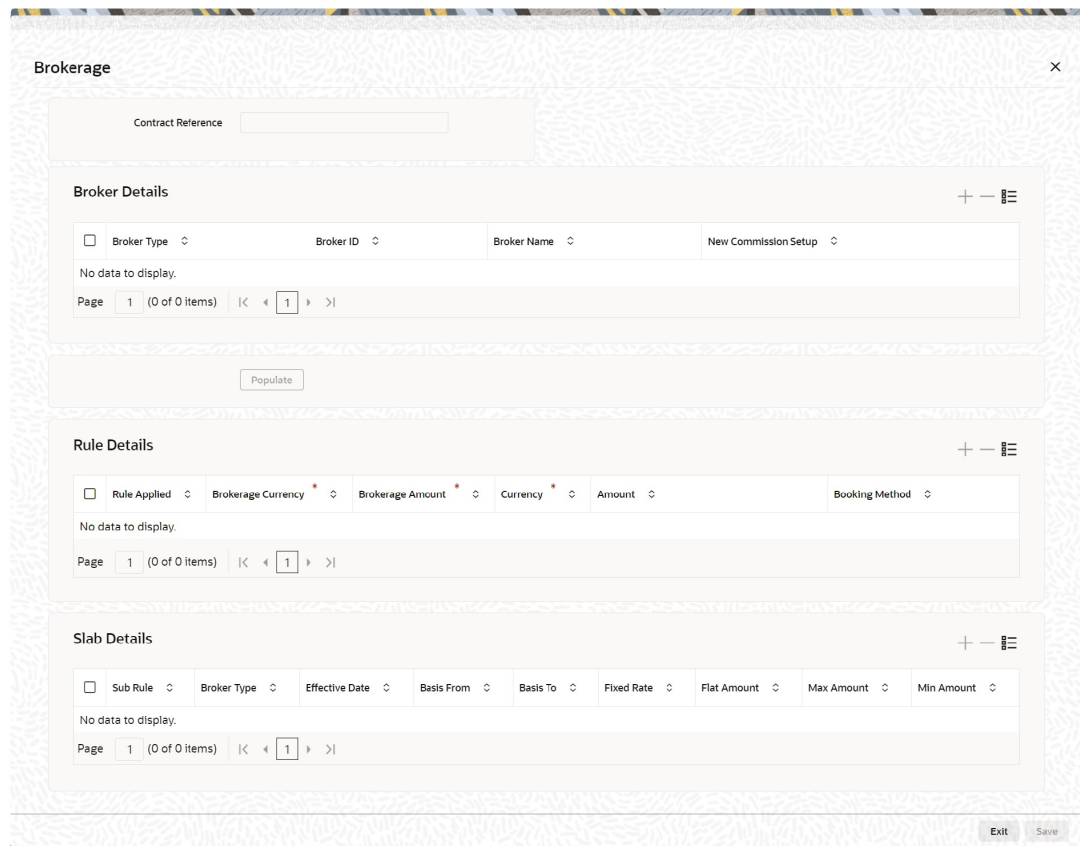 Brokerage
Contract Reference
Broker Details
Broker Type Broker ID Broker Name New Commission Setup
No data to display.
Page 1 (0 of 0 items) 1
Populate
Rule Details
Rule Applied Brokerage Currency * Brokerage Amount * Currency * Amount Booking Method
No data to display.
Page 1 (0 of 0 items) 1
Slab Details
Sub Rule Broker Type Effective Date Basis From Basis To Fixed Rate Flat Amount Max Amount Min Amount
No data to display.
Page 1 (0 of 0 items) 1
Exit Save